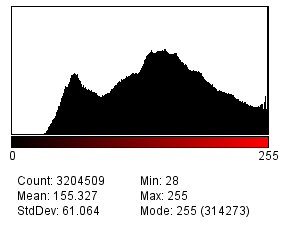 0 255
Count: 3204509 Min: 28
Mean: 155.327 Max: 255
StdDev: 61.064 Mode: 255 (314273)